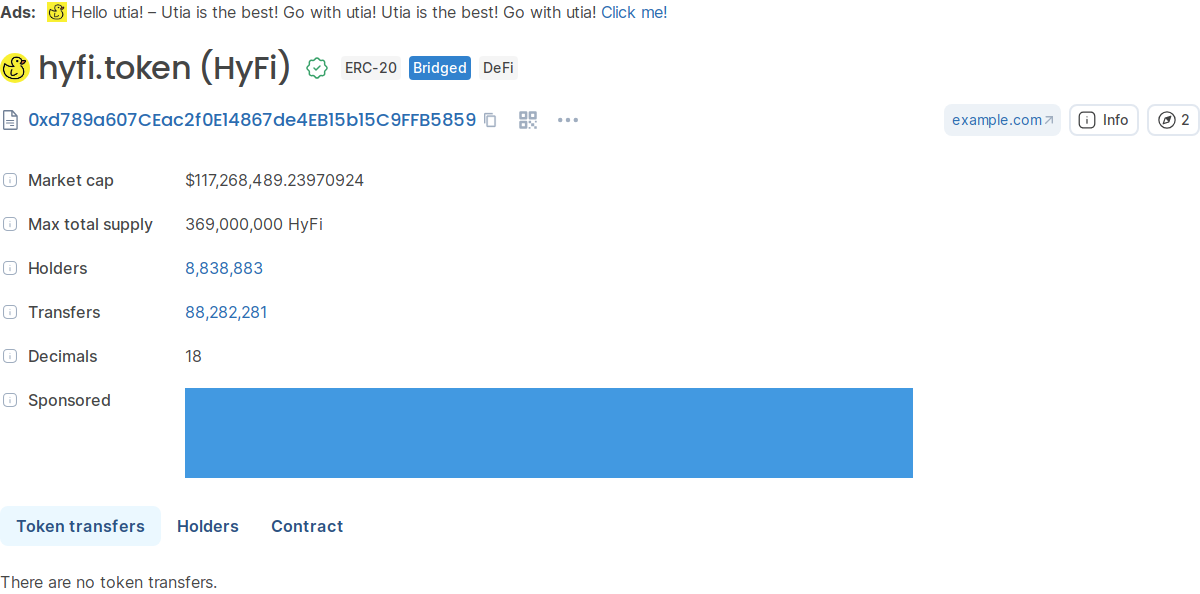 Ads: Hello utia! – Utia is the best! Go with utia! Utia is the best! Go with utia! Click me!
hyfi.token (HyFi) ERC-20 Bridged DeFi
0xd789a607CEac2f0E14867de4EB15b15C9FFB5859 example.com Info 2
Market cap $117,268,489.23970924
Max total supply 369,000,000 HyFi
Holders 8,838,883
Transfers 88,282,281
Decimals 18
Sponsored
Token transfers Holders Contract
There are no token transfers.